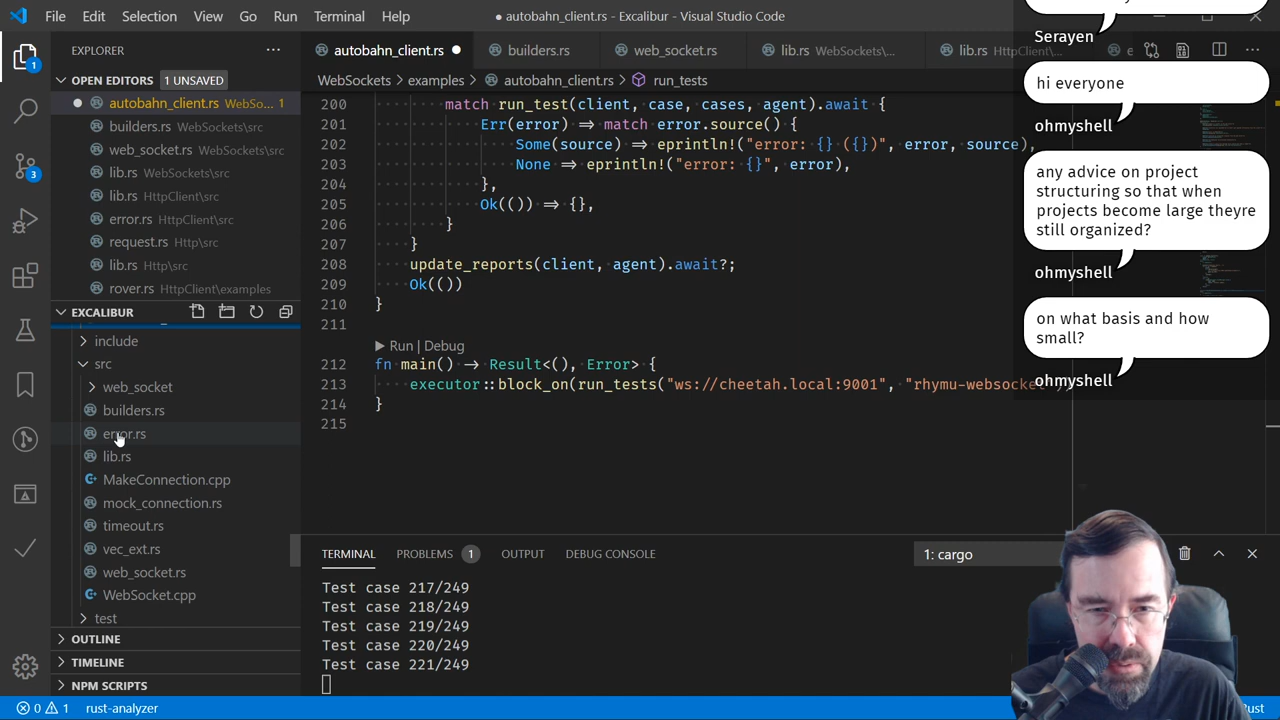 File Edit Selection View Go Run Terminal Help
● autobahn_client.rs - Excalibur - Visual Studio Code
Serayen
EXPLORER
autobahn_client.rs
builders.rs
web_socket.rs
lib.rs WebSockets\...
lib.rs HttpClient\...
hi everyone
ohmyshell
OPEN EDITORS
1 UNSAVED
WebSockets › examples › autobahn_client.rs › run_tests
autobahn_client.rs WebSo... 1
builders.rs WebSockets\src
web_socket.rs WebSockets\src
lib.rs WebSockets\src
lib.rs HttpClient\src
error.rs HttpClient\src
request.rs Http\src
lib.rs Http\src
rover.rs HttpClient\examples
200 match run_test(client, case, cases, agent).await {
201 Err(error) => match error.source() {
202 Some(source) => eprintln!("error: {} ({})", error, source),
203 None => eprintln!("error: {}", error),
204 },
205 Ok(()) => {},
206 }
207 }
208 update_reports(client, agent).await?;
209 Ok(())
210 }
211
Run | Debug
212 fn main() -> Result<(), Error> {
213 executor::block_on(run_tests("ws://cheetah.local:9001", "rhymu-websocke
214 }
215
any advice on project
structuring so that when
projects become large theyre
still organized?
ohmyshell
on what basis and how
small?
ohmyshell
EXCALIBUR
include
src
web_socket
builders.rs
error.rs
lib.rs
MakeConnection.cpp
mock_connection.rs
timeout.rs
vec_ext.rs
web_socket.rs
WebSocket.cpp
test
OUTLINE
TIMELINE
NPM SCRIPTS
TERMINAL PROBLEMS 1 OUTPUT DEBUG CONSOLE
1: cargo
Test case 217/249
Test case 218/249
Test case 219/249
Test case 220/249
Test case 221/249
1
3
0 1 rust-analyzer
Rust